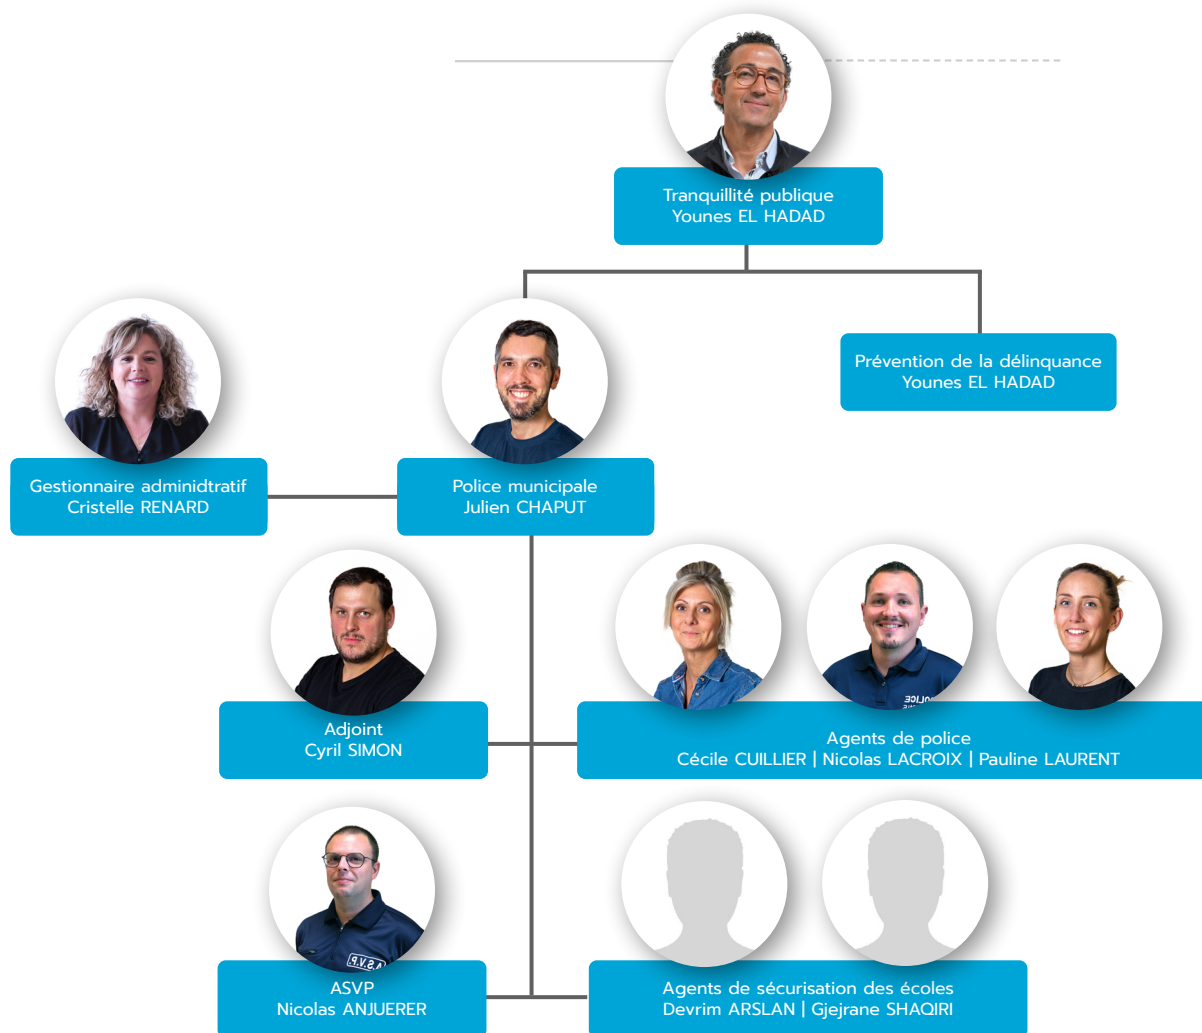 Tranquillité publique
Younes EL HADAD
Prévention de la délinquance
Younes EL HADAD
Gestionnaire adminidtratif
Cristelle RENARD
Police municipale
Julien CHAPUT
Adjoint
Cyril SIMON
POLICE
Agents de police
Cécile CUILLIER | Nicolas LACROIX | Pauline LAURENT
A.S.V.P.
ASVP
Nicolas ANJUERER
Agents de sécurisation des écoles
Devrim ARSLAN | Gjejrane SHAQIRI